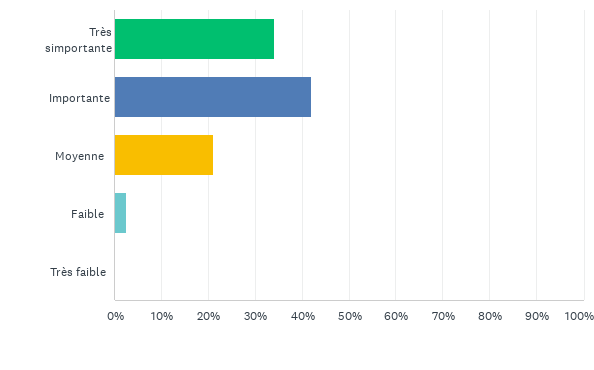 Très
simportante
Importante
Moyenne
Faible
Très faible
0% 10% 20% 30% 40% 50% 60% 70% 80% 90% 100%